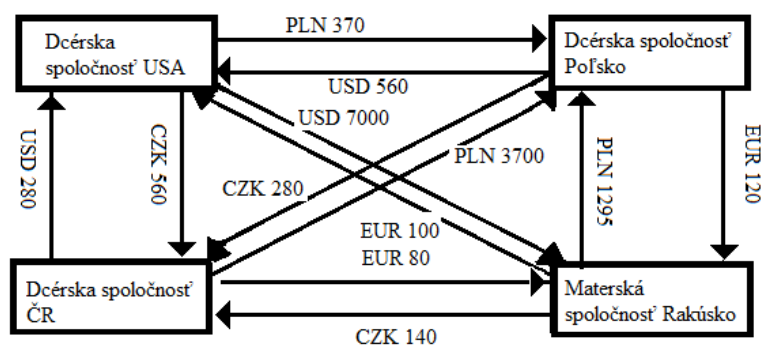 PLN 370
Dcérska
spoločnosť USA
Dcérska spoločnosť
Poľsko
USD 560
USD 7000
USD 280
CZK 560
PLN 3700
PLN 1295
EUR 120
CZK 280
EUR 100
EUR 80
Dcérska spoločnosť
ČR
Materská
spoločnosť Rakúsko
CZK 140